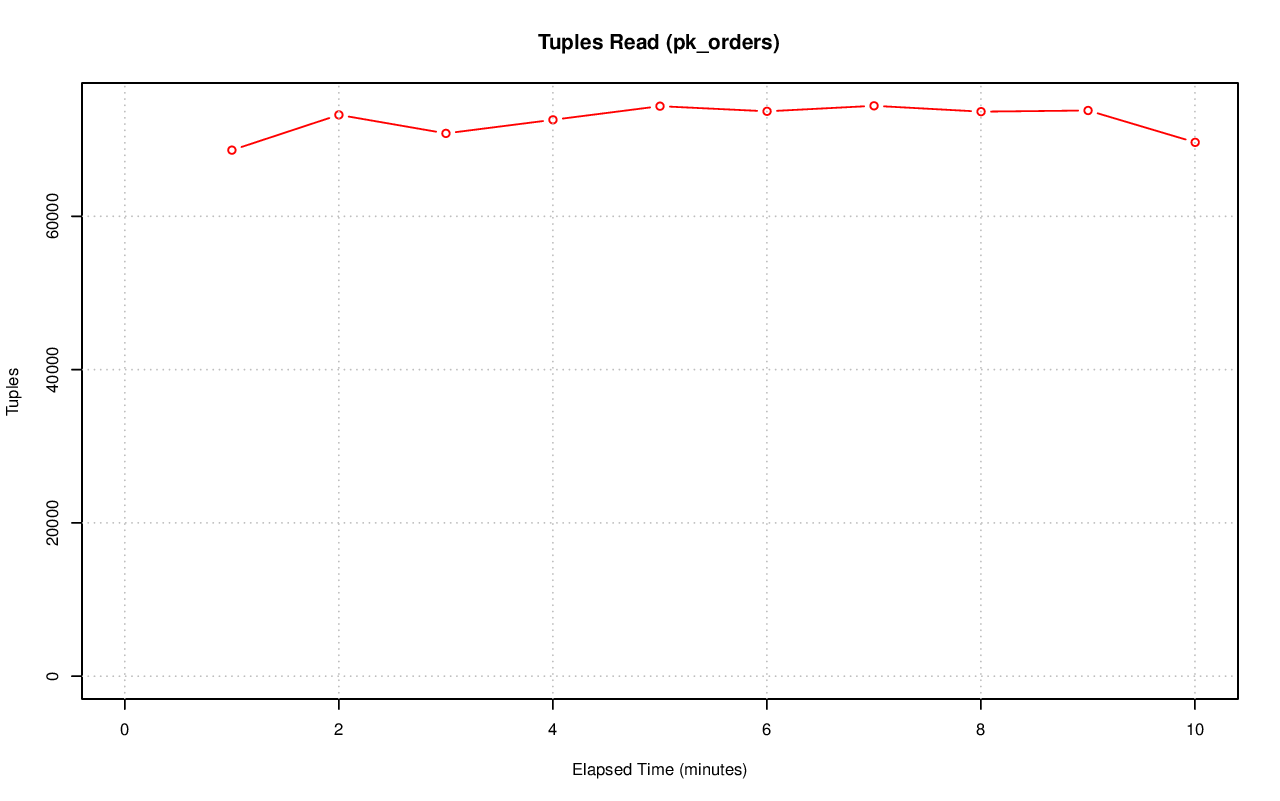 Tuples Read (pk_orders)
Tuples
60000
40000
20000
0
0 2 4 6 8 10
Elapsed Time (minutes)